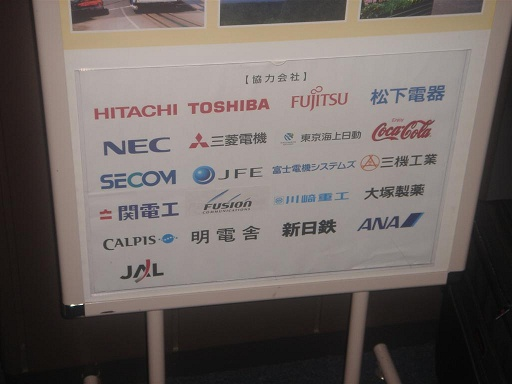 【協力会社】
HITACHI TOSHIBA FUJITSU 松下電器
NEC 三菱電機 東京海上日動 Coca-Cola
SECOM JFE 富士電機システムズ 三機工業
関電工 FUSION COMMUNICATIONS 川崎重工 大塚製薬
CALPIS 明電舎 新日鉄 ANA
JAL